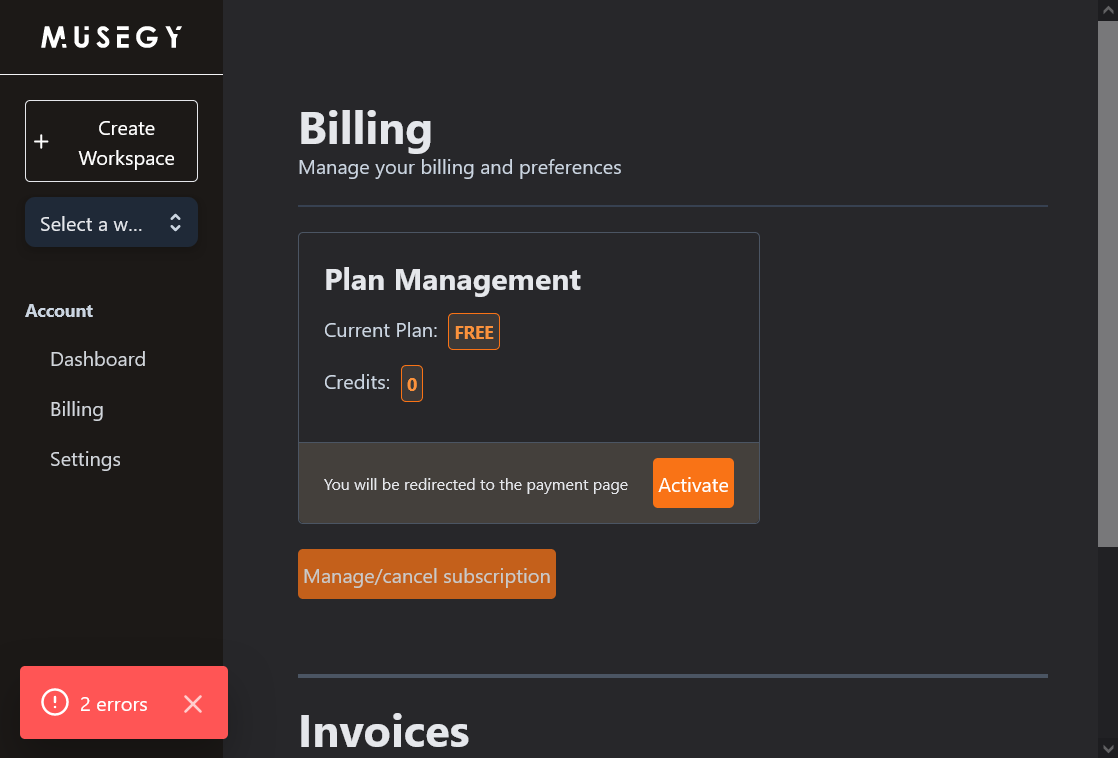 MUSEGY
+ Create
Workspace
Select a w...
Account
Dashboard
Billing
Settings
Billing
Manage your billing and preferences
Plan Management
Current Plan: FREE
Credits: 0
You will be redirected to the payment page Activate
Manage/cancel subscription
2 errors
Invoices